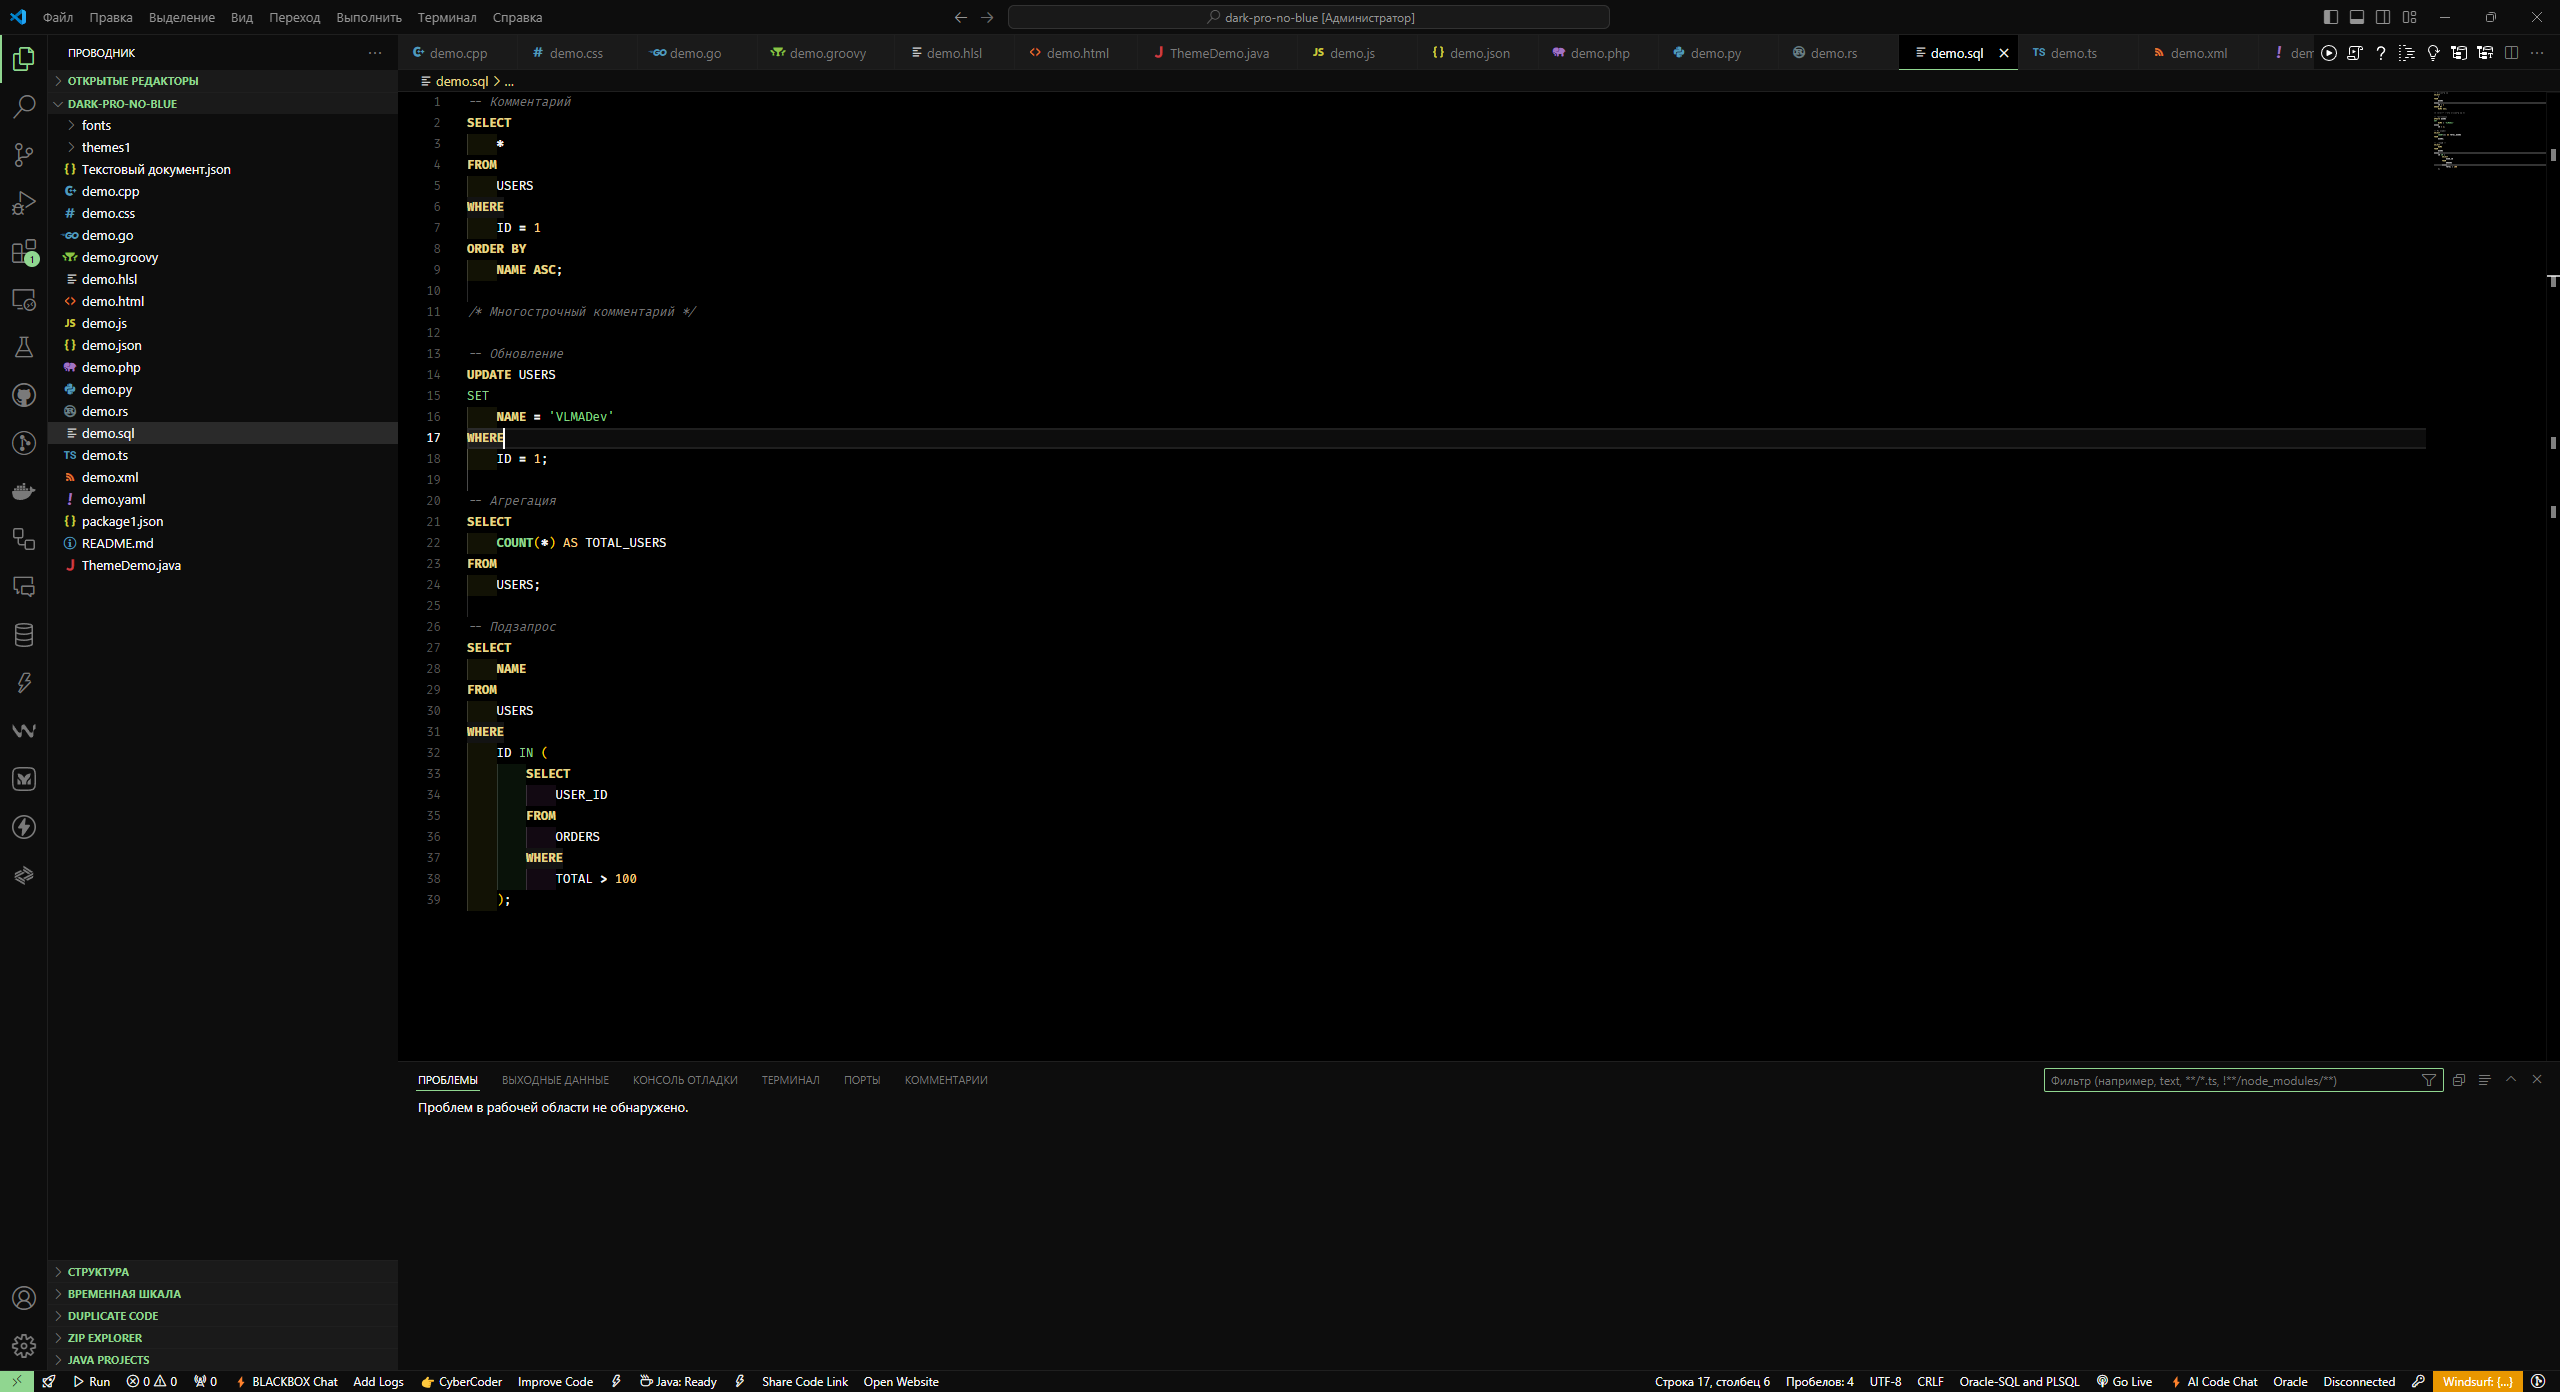 Файл Правка Выделение Вид Переход Выполнить Терминал Справка
dark-pro-no-blue [Администратор]
ПРОВОДНИК
ОТКРЫТЫЕ РЕДАКТОРЫ
DARK-PRO-NO-BLUE
fonts
themes1
{} Текстовый документ.json
demo.cpp
# demo.css
GO demo.go
demo.groovy
demo.hlsl
<> demo.html
JS demo.js
{} demo.json
demo.php
demo.py
demo.rs
demo.sql
TS demo.ts
demo.xml
! demo.yaml
{} package1.json
README.md
J ThemeDemo.java
1
СТРУКТУРА
ВРЕМЕННАЯ ШКАЛА
DUPLICATE CODE
ZIP EXPLORER
JAVA PROJECTS
demo.cpp # demo.css GO demo.go demo.groovy demo.hlsl <> demo.html J ThemeDemo.java JS demo.js {} demo.json demo.php demo.py demo.rs demo.sql TS demo.ts demo.xml ! dem
demo.sql > ...
1 -- Комментарий
2 SELECT
3 *
4 FROM
5 USERS
6 WHERE
7 ID = 1
8 ORDER BY
9 NAME ASC;
10
11 /* Многострочный комментарий */
12
13 -- Обновление
14 UPDATE USERS
15 SET
16 NAME = 'VLMADev'
17 WHERE
18 ID = 1;
19
20 -- Агрегация
21 SELECT
22 COUNT(*) AS TOTAL_USERS
23 FROM
24 USERS;
25
26 -- Подзапрос
27 SELECT
28 NAME
29 FROM
30 USERS
31 WHERE
32 ID IN (
33 SELECT
34 USER_ID
35 FROM
36 ORDERS
37 WHERE
38 TOTAL > 100
39 );
ПРОБЛЕМЫ ВЫХОДНЫЕ ДАННЫЕ КОНСОЛЬ ОТЛАДКИ ТЕРМИНАЛ ПОРТЫ КОММЕНТАРИИ
Фильтр (например, text, **/*.ts, !**/node_modules/**)
Проблем в рабочей области не обнаружено.
Run 0 0 0 BLACKBOX Chat Add Logs CyberCoder Improve Code Java: Ready Share Code Link Open Website
Строка 17, столбец 6 Пробелов: 4 UTF-8 CRLF Oracle-SQL and PLSQL Go Live AI Code Chat Oracle Disconnected Windsurf: {...}